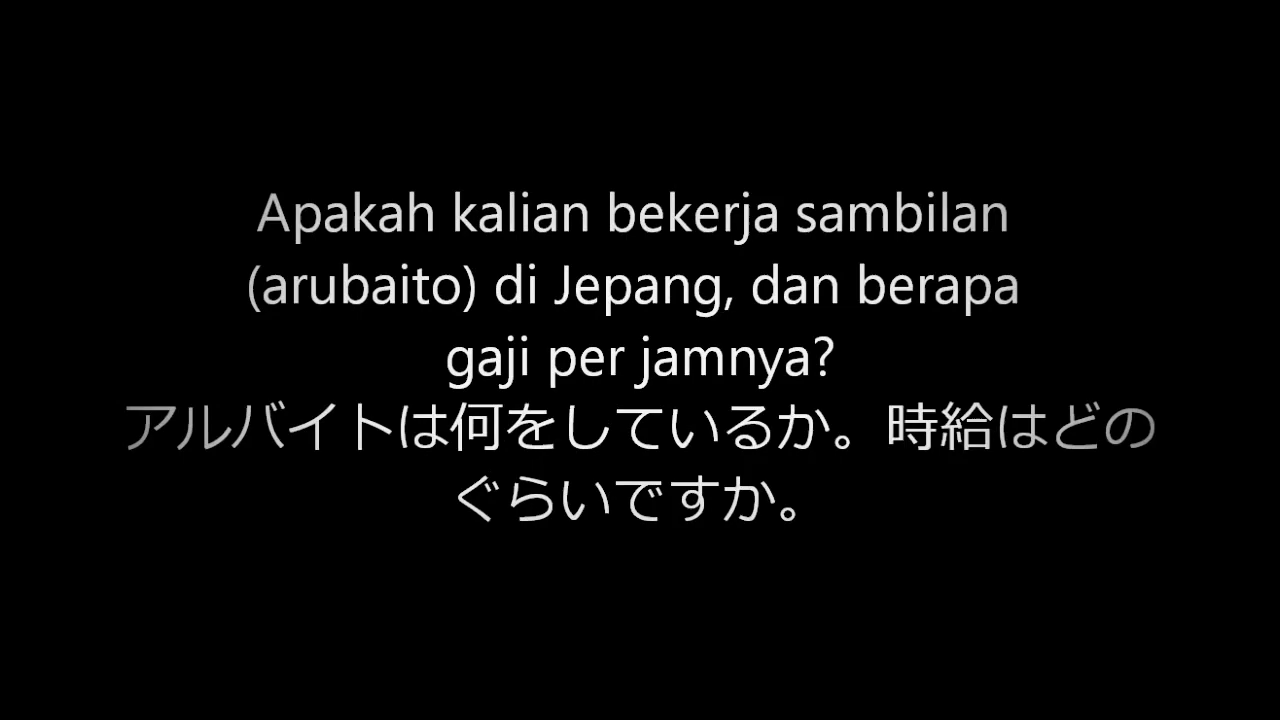 Apakah kalian bekerja sambilan
(arubaito) di Jepang, dan berapa
gaji per jamnya?
アルバイトは何をしているか。時給はどの
ぐらいですか。